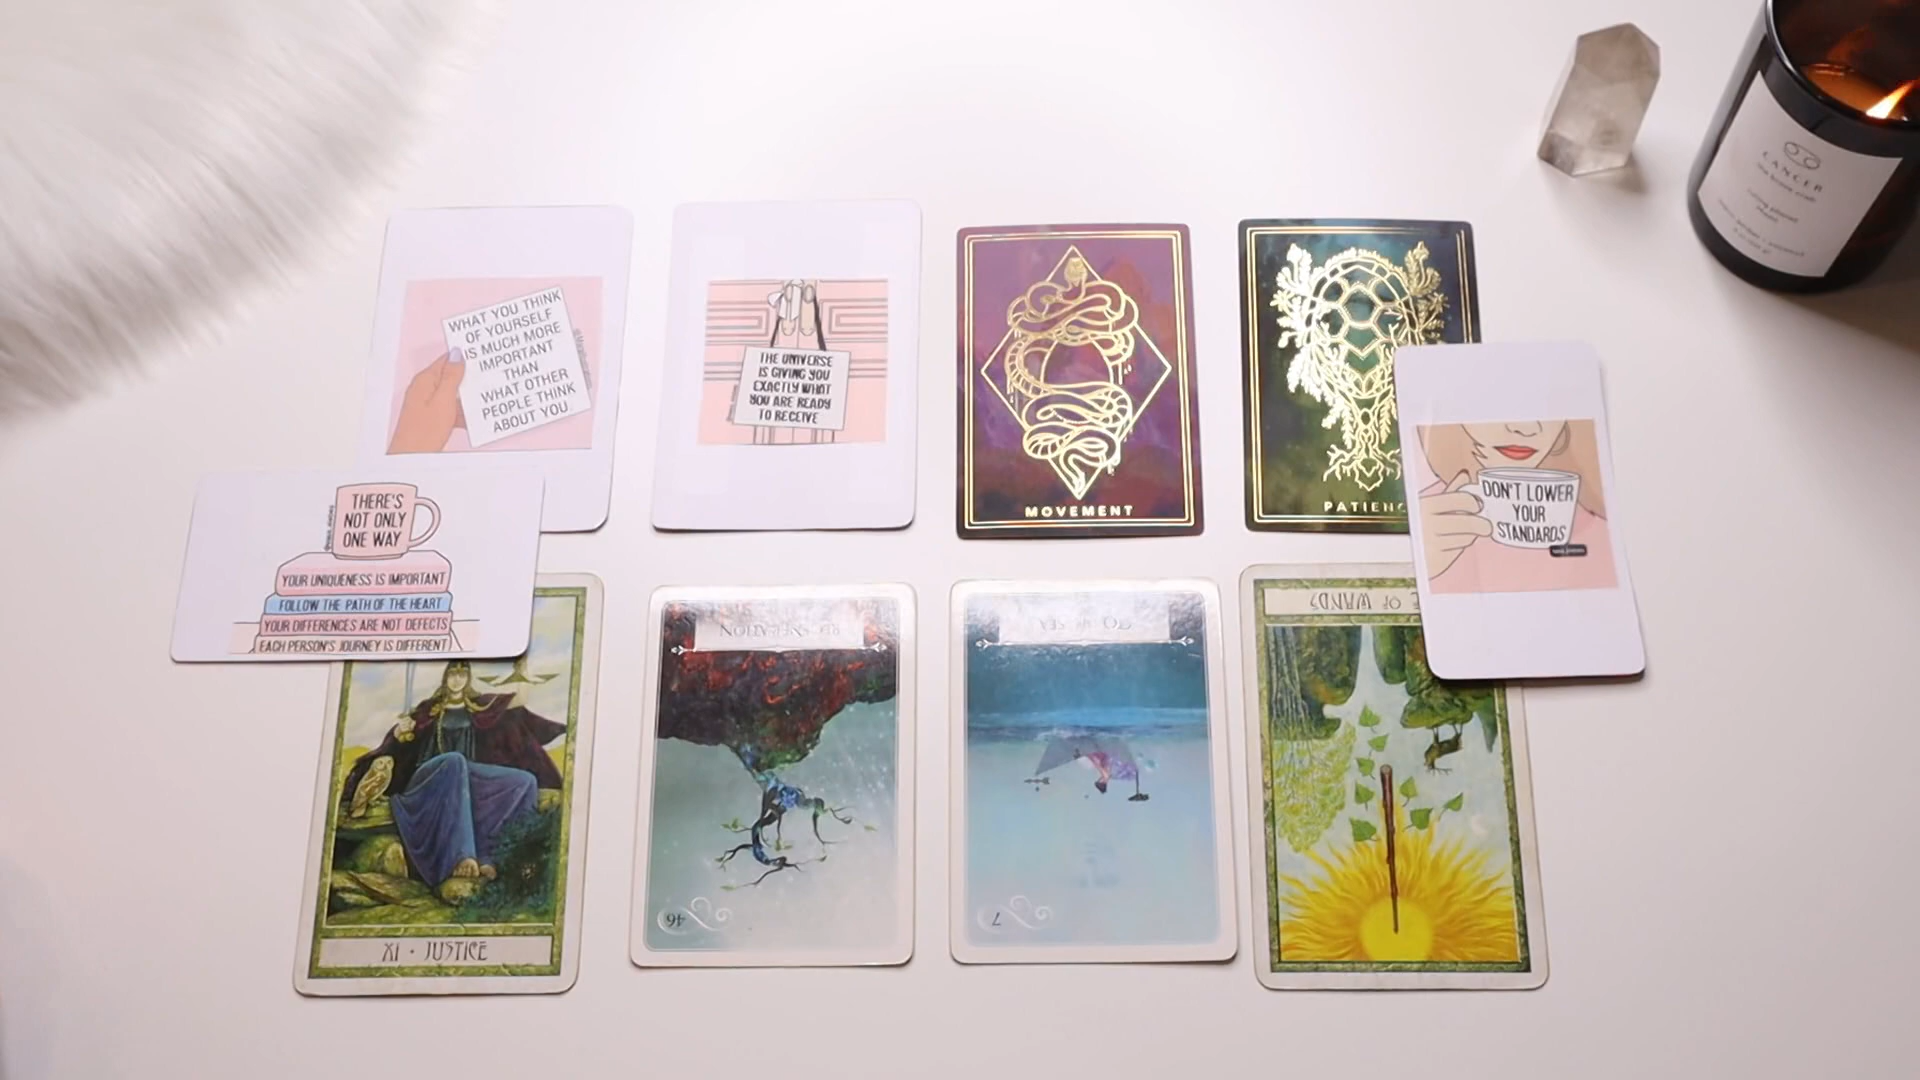 WHAT YOU THINK
OF YOURSELF
IS MUCH MORE
IMPORTANT
THAN
WHAT OTHER
PEOPLE THINK
ABOUT YOU.
THE UNIVERSE
IS GIVING YOU
EXACTLY WHAT
YOU ARE READY
TO RECEIVE
MOVEMENT
PATIENC
CANCER
DON'T LOWER
YOUR
STANDARDS
THERE'S
NOT ONLY
ONE WAY
YOUR UNIQUENESS IS IMPORTANT
FOLLOW THE PATH OF THE HEART
YOUR DIFFERENCES ARE NOT DEFECTS
EACH PERSON'S JOURNEY IS DIFFERENT
XI · JUSTICE
46
7
E OF WANDS